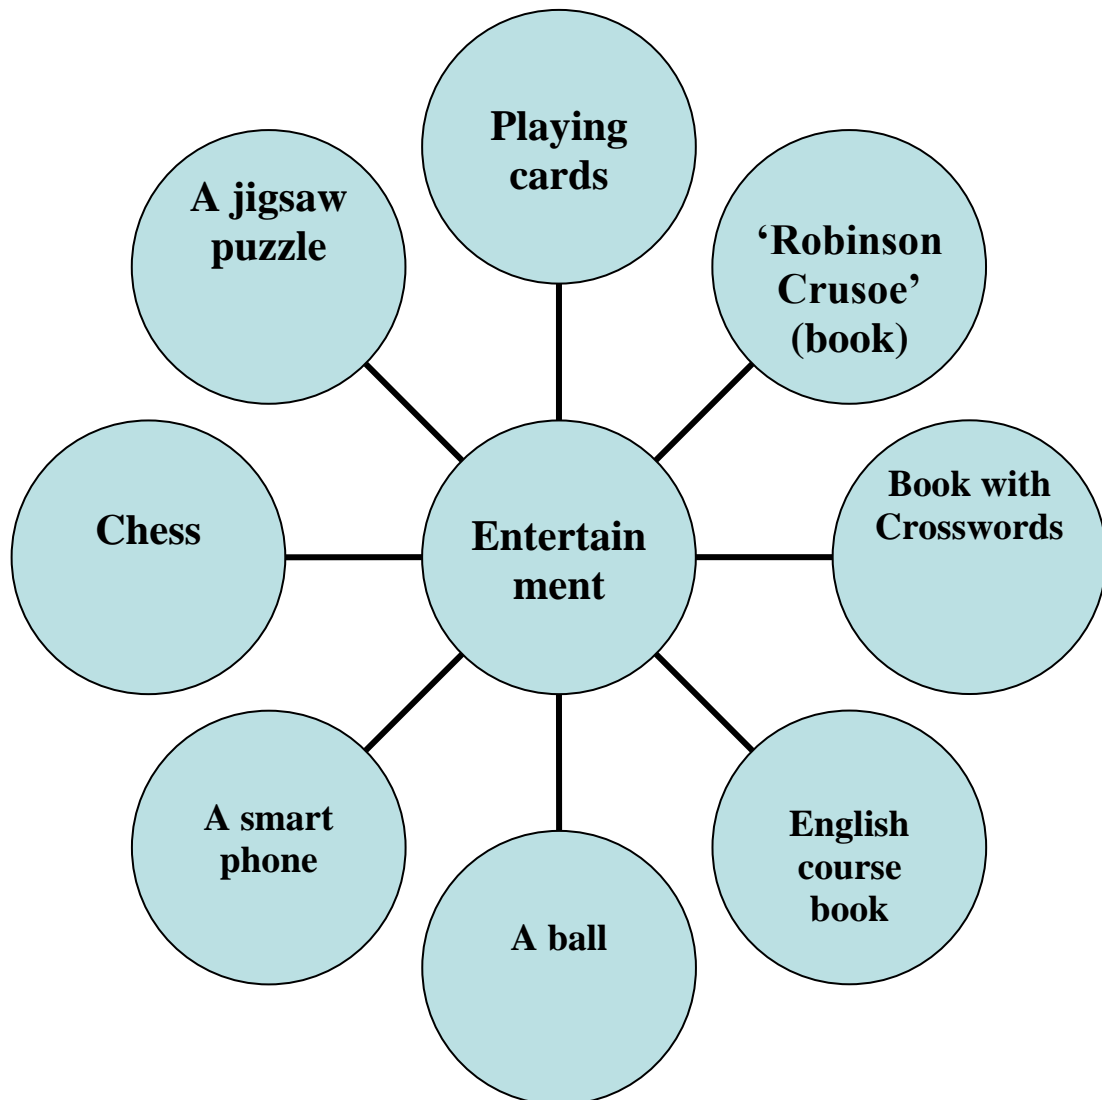 Playing
cards
A jigsaw
puzzle
‘Robinson
Crusoe’
(book)
Chess
Entertain
ment
Book with
Crosswords
A smart
phone
A ball
English
course
book